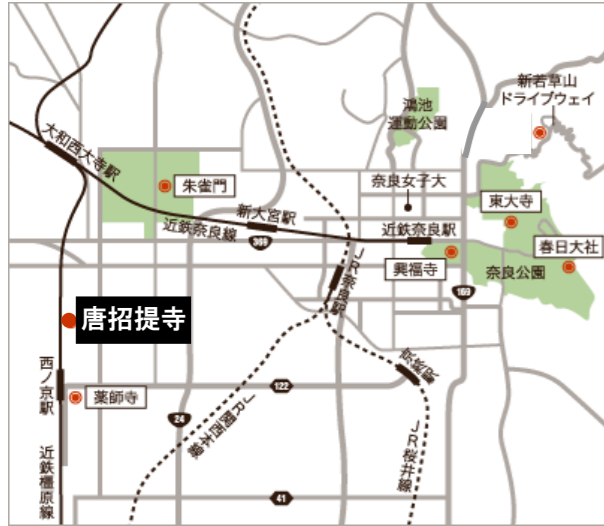 新若草山
ドライブウェイ
鴻池
運動公園
大和西大寺駅
朱雀門
奈良女子大
東大寺
新大宮駅
近鉄奈良線
近鉄奈良駅
369
春日大社
興福寺
奈良公園
JR奈良駅
169
唐招提寺
西ノ京駅
薬師寺
122
京終駅
24
JR関西本線
JR桜井線
近鉄橿原線
41